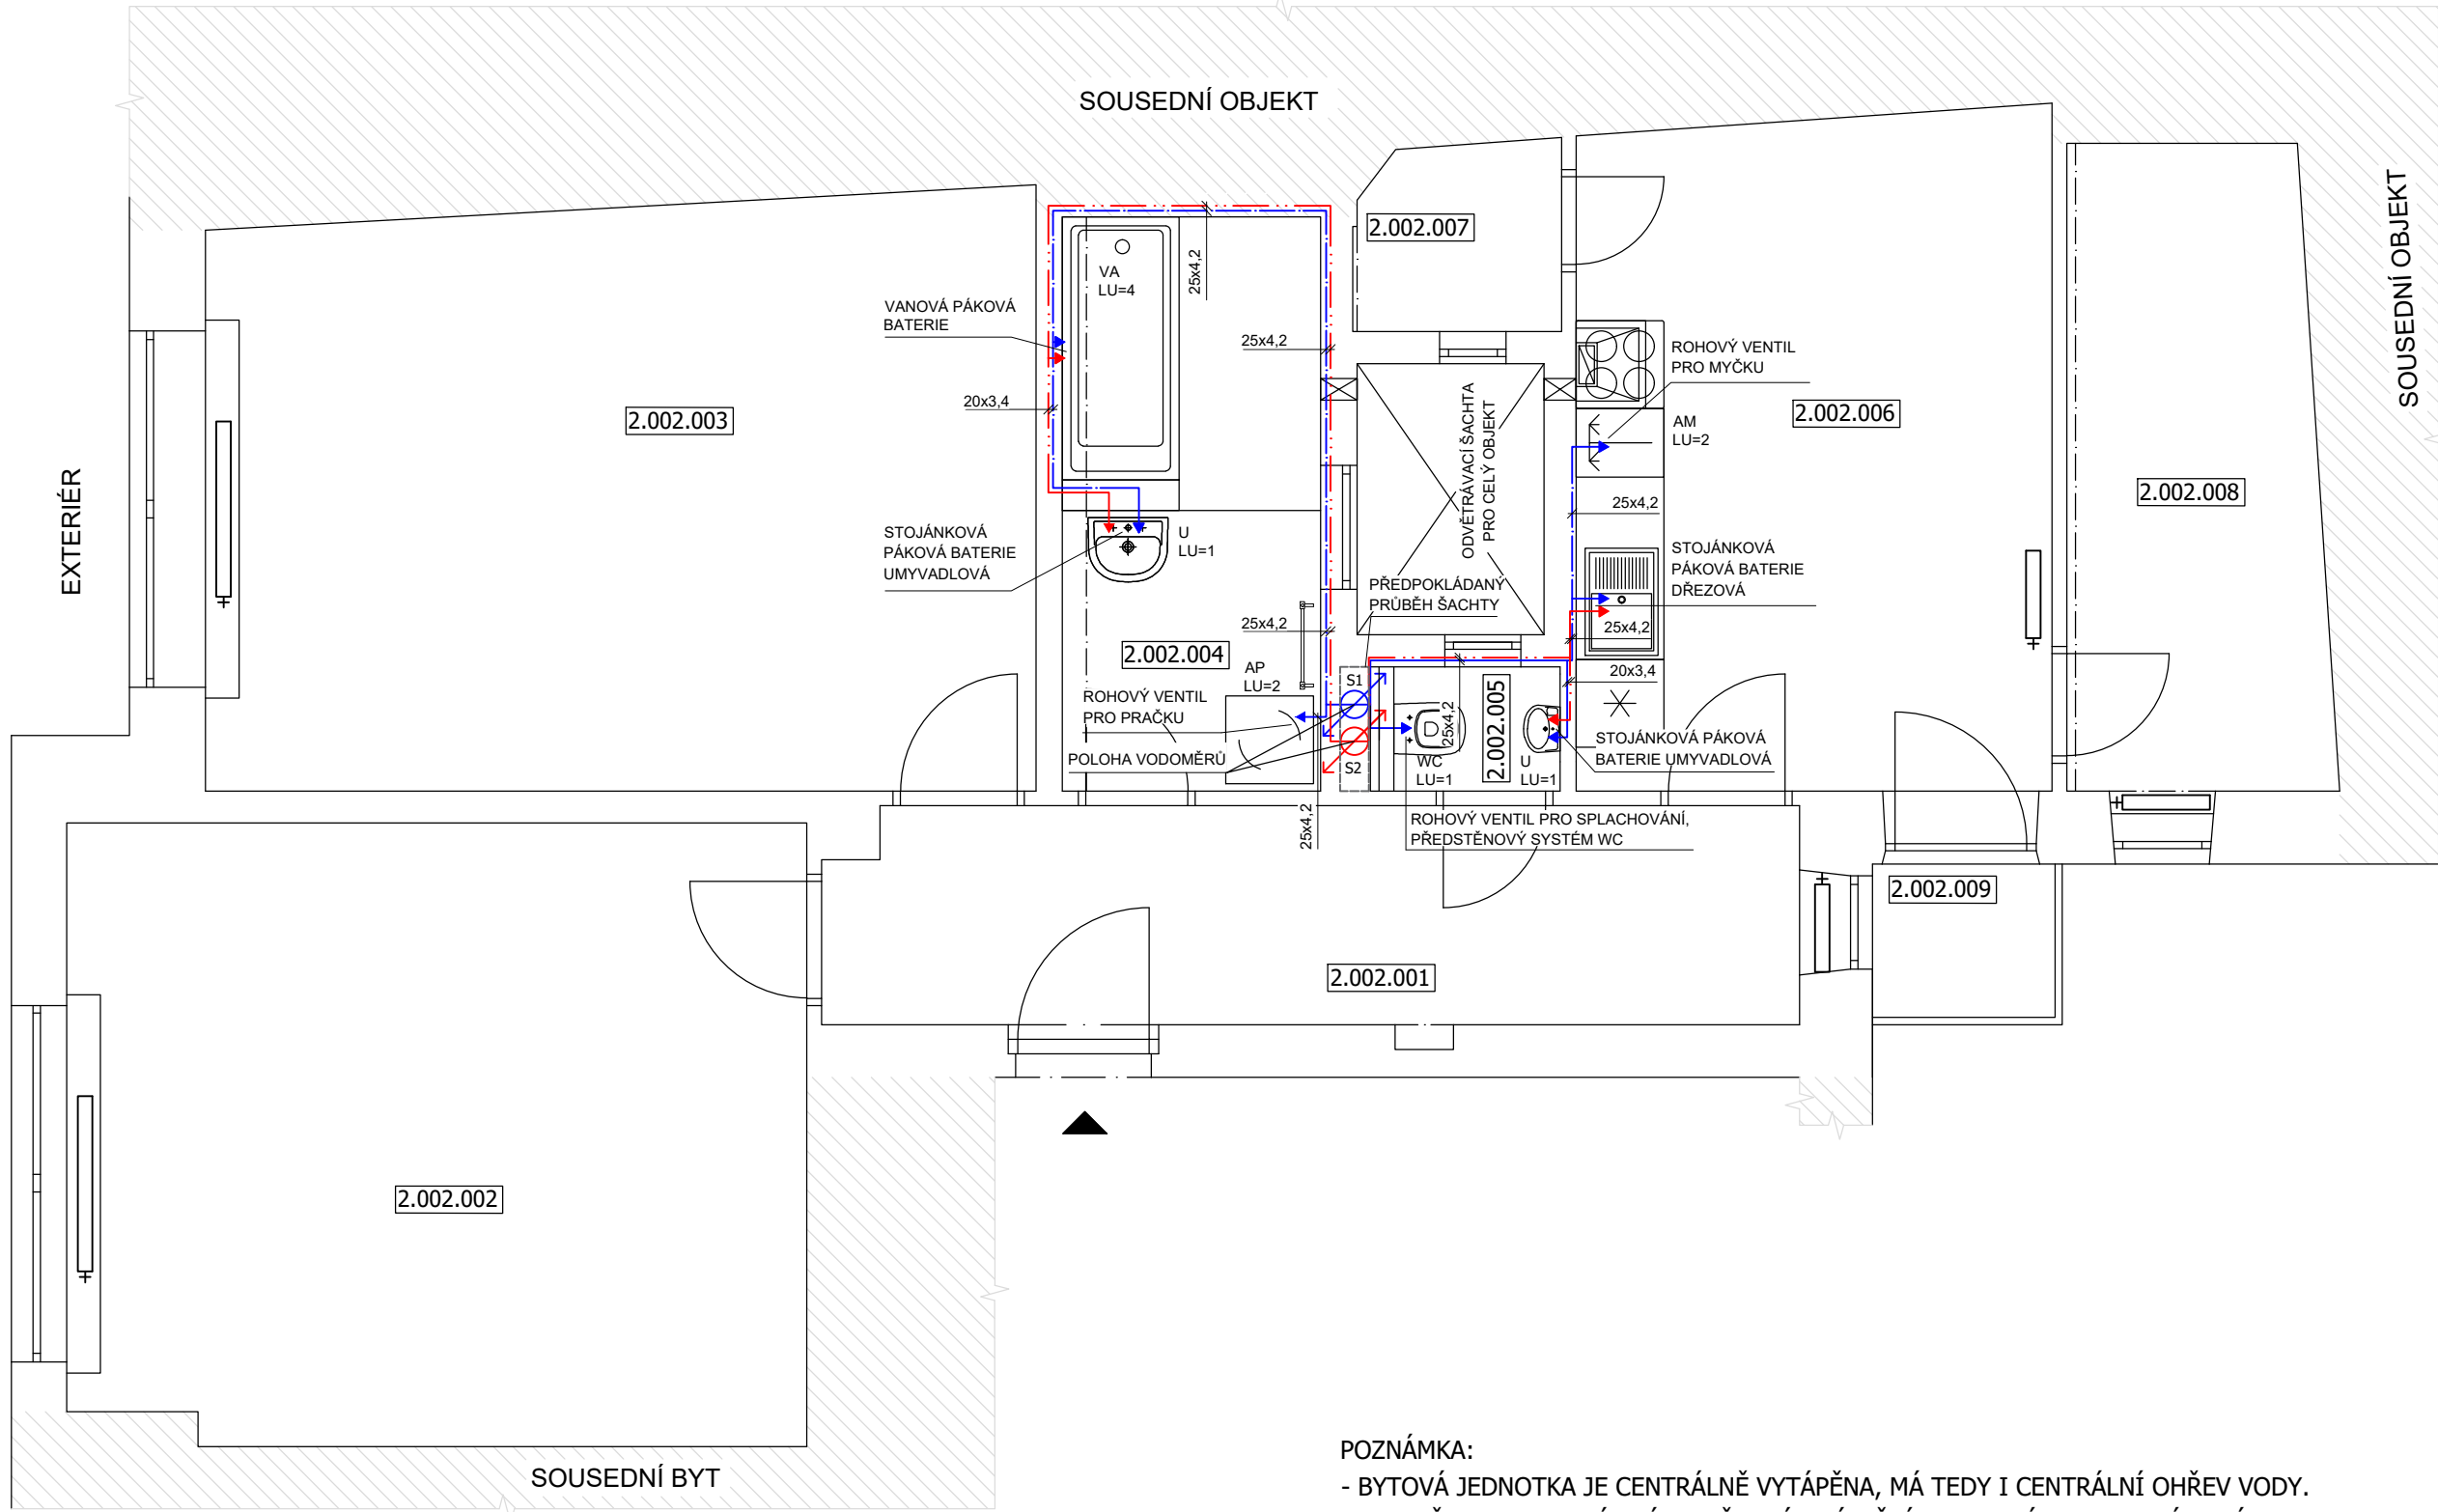 SOUSEDNÍ OBJEKT
SOUSEDNÍ OBJEKT
EXTERIÉR
2.002.003
VANOVÁ PÁKOVÁ
BATERIE
VA
LU=4
25x4,2
25x4,2
20x3,4
STOJÁNKOVÁ
PÁKOVÁ BATERIE
UMYVADLOVÁ
U
LU=1
25x4,2
2.002.004
AP
LU=2
ROHOVÝ VENTIL
PRO PRAČKU
POLOHA VODOMĚRŮ
S1
S2
25x4,2
2.002.007
ODVĚTRÁVACÍ ŠACHTA
PRO CELÝ OBJEKT
PŘEDPOKLÁDANÝ
PRŮBĚH ŠACHTY
25x4,2
WC
LU=1
2.002.005
U
LU=1
ROHOVÝ VENTIL PRO SPLACHOVÁNÍ,
PŘEDSTĚNOVÝ SYSTÉM WC
ROHOVÝ VENTIL
PRO MYČKU
2.002.006
AM
LU=2
25x4,2
STOJÁNKOVÁ
PÁKOVÁ BATERIE
DŘEZOVÁ
25x4,2
20x3,4
STOJÁNKOVÁ PÁKOVÁ
BATERIE UMYVADLOVÁ
2.002.008
2.002.009
2.002.001
2.002.002
SOUSEDNÍ BYT
POZNÁMKA:
- BYTOVÁ JEDNOTKA JE CENTRÁLNĚ VYTÁPĚNA, MÁ TEDY I CENTRÁLNÍ OHŘEV VODY.